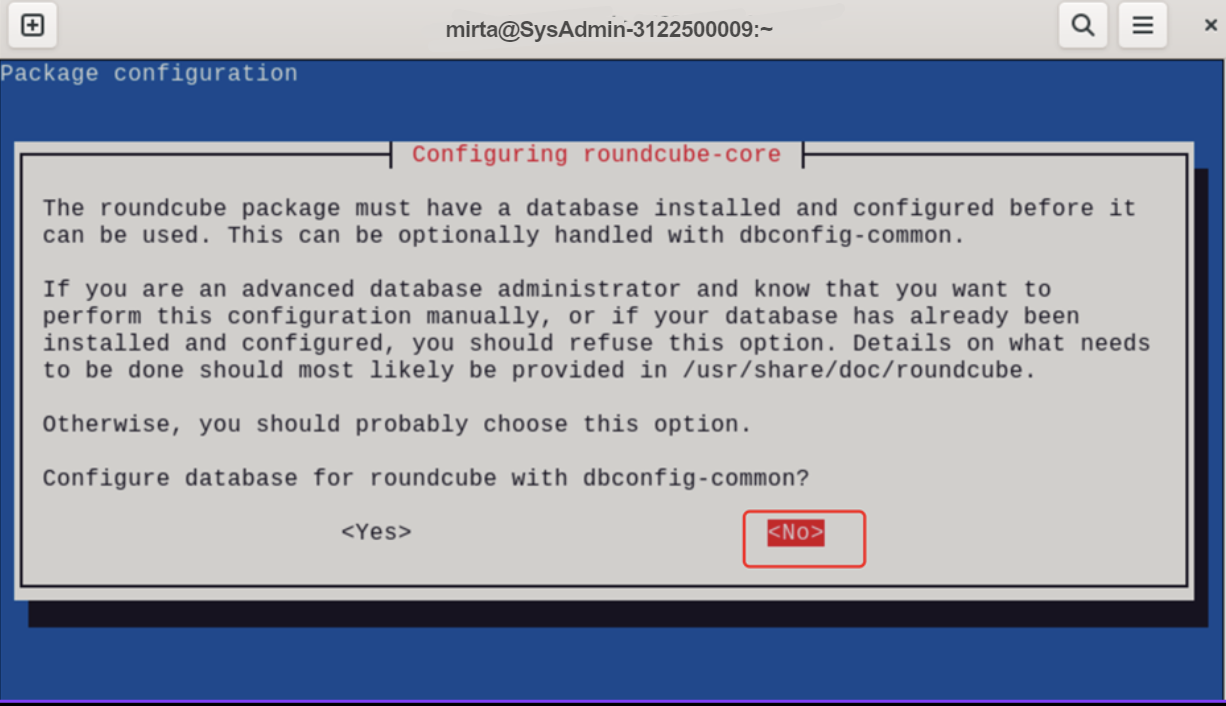 mirta@SysAdmin-3122500009:~
Package configuration
Configuring roundcube-core
The roundcube package must have a database installed and configured before it
can be used. This can be optionally handled with dbconfig-common.
If you are an advanced database administrator and know that you want to
perform this configuration manually, or if your database has already been
installed and configured, you should refuse this option. Details on what needs
to be done should most likely be provided in /usr/share/doc/roundcube.
Otherwise, you should probably choose this option.
Configure database for roundcube with dbconfig-common?
<Yes> <No>